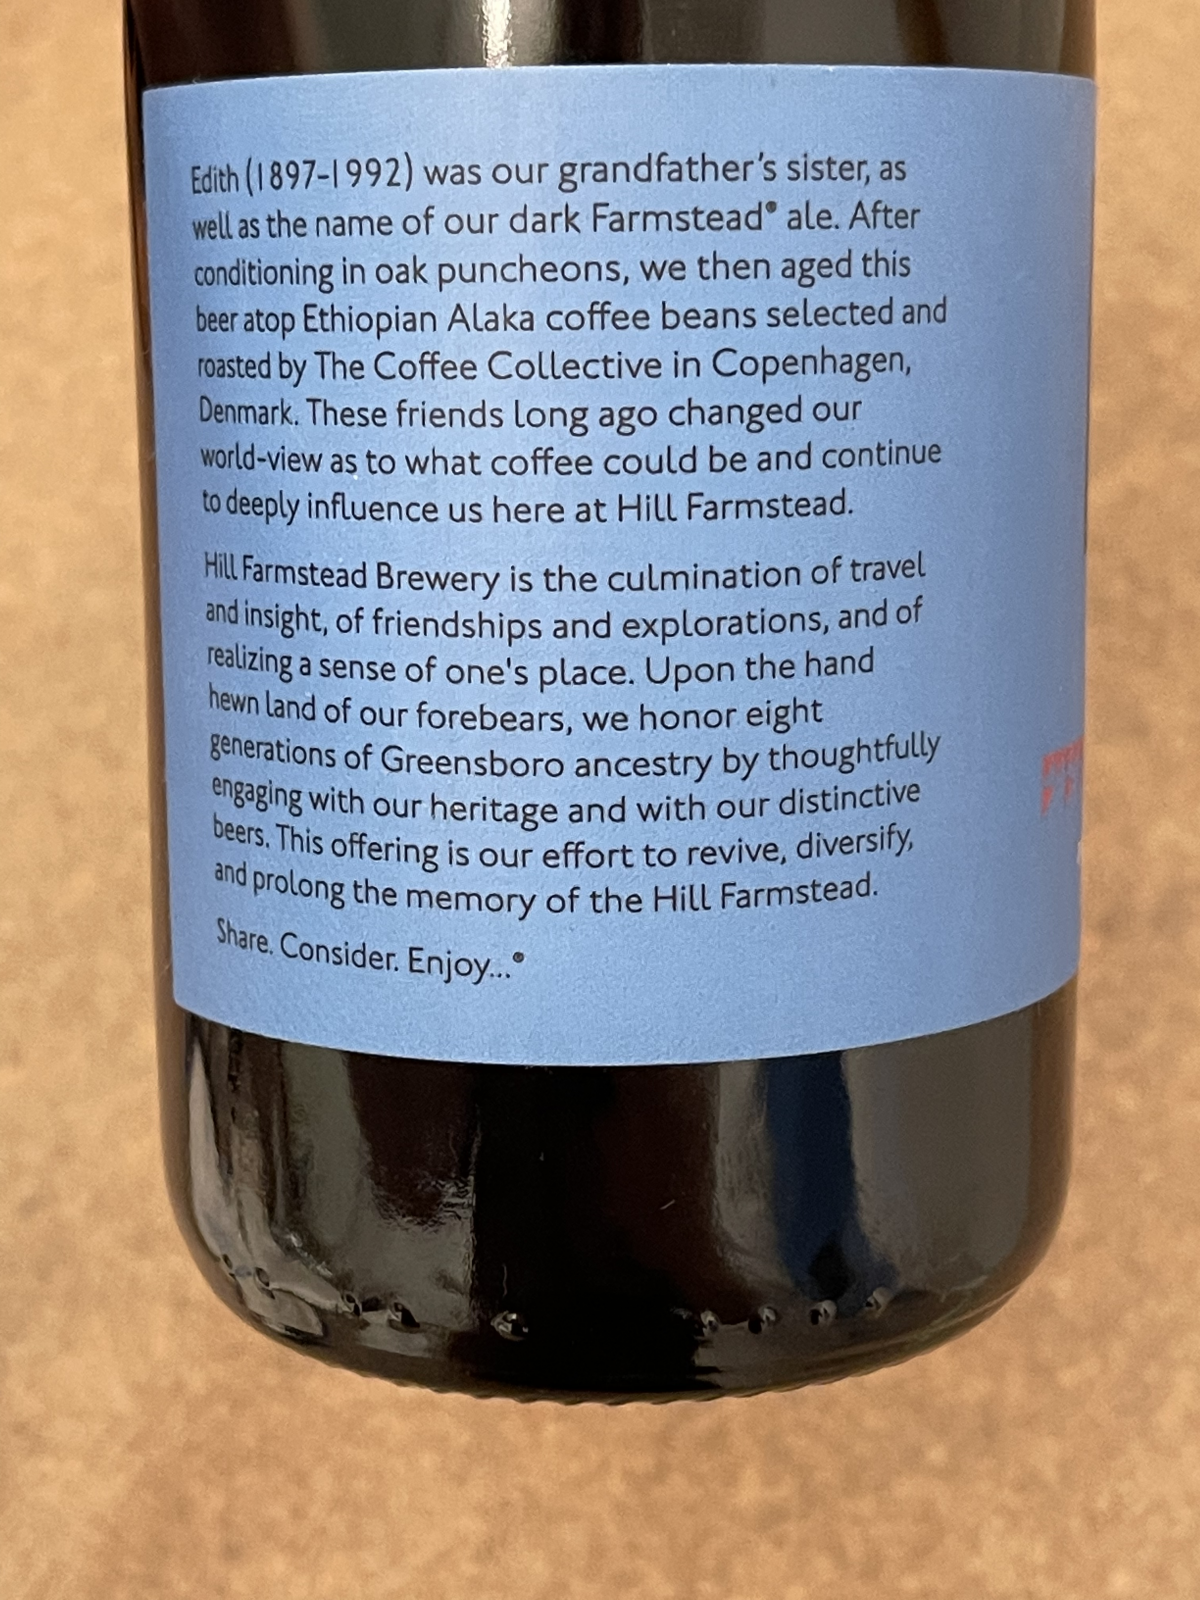 Edith (1897-1992) was our grandfather's sister, as
well as the name of our dark Farmstead® ale. After
conditioning in oak puncheons, we then aged this
beer atop Ethiopian Alaka coffee beans selected and
roasted by The Coffee Collective in Copenhagen,
Denmark. These friends long ago changed our
world-view as to what coffee could be and continue
to deeply influence us here at Hill Farmstead.
Hill Farmstead Brewery is the culmination of travel
and insight, of friendships and explorations, and of
realizing a sense of one's place. Upon the hand
hewn land of our forebears, we honor eight
generations of Greensboro ancestry by thoughtfully
engaging with our heritage and with our distinctive
beers. This offering is our effort to revive, diversify,
and prolong the memory of the Hill Farmstead.
Share. Consider. Enjoy...®